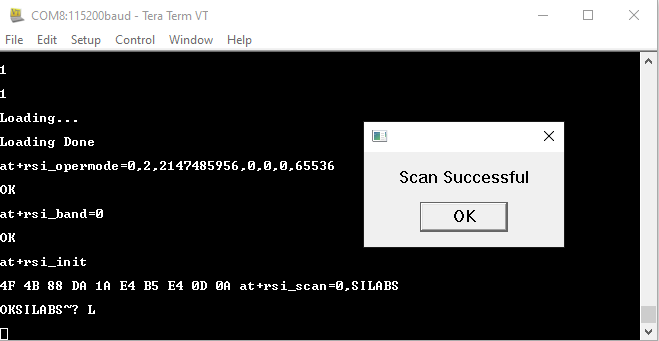 COM8:115200baud - Tera Term VT
File Edit Setup Control Window Help
1
1
Loading...
Loading Done
at+rsi_opermode=0,2,2147485956,0,0,0,65536
OK
at+rsi_band=0
OK
at+rsi_init
4F 4B 88 DA 1A E4 B5 E4 0D 0A at+rsi_scan=0,SILABS
OKSILABS~? L
Scan Successful
OK